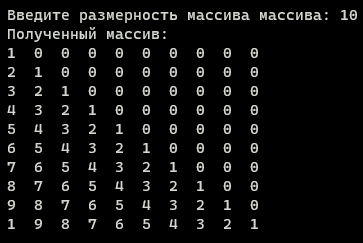 Введите размерность массива массива: 10
Полученный массив:
1 0 0 0 0 0 0 0 0 0
2 1 0 0 0 0 0 0 0 0
3 2 1 0 0 0 0 0 0 0
4 3 2 1 0 0 0 0 0 0
5 4 3 2 1 0 0 0 0 0
6 5 4 3 2 1 0 0 0 0
7 6 5 4 3 2 1 0 0 0
8 7 6 5 4 3 2 1 0 0
9 8 7 6 5 4 3 2 1 0
1 9 8 7 6 5 4 3 2 1